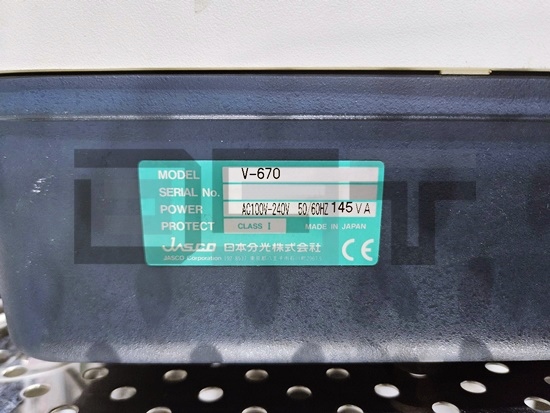 MODEL V-670
SERIAL No.
POWER AC100V-240V 50/60HZ 145 VA
PROTECT CLASS I MADE IN JAPAN
JASCO 日本分光株式会社 CE
JASCO Corporation